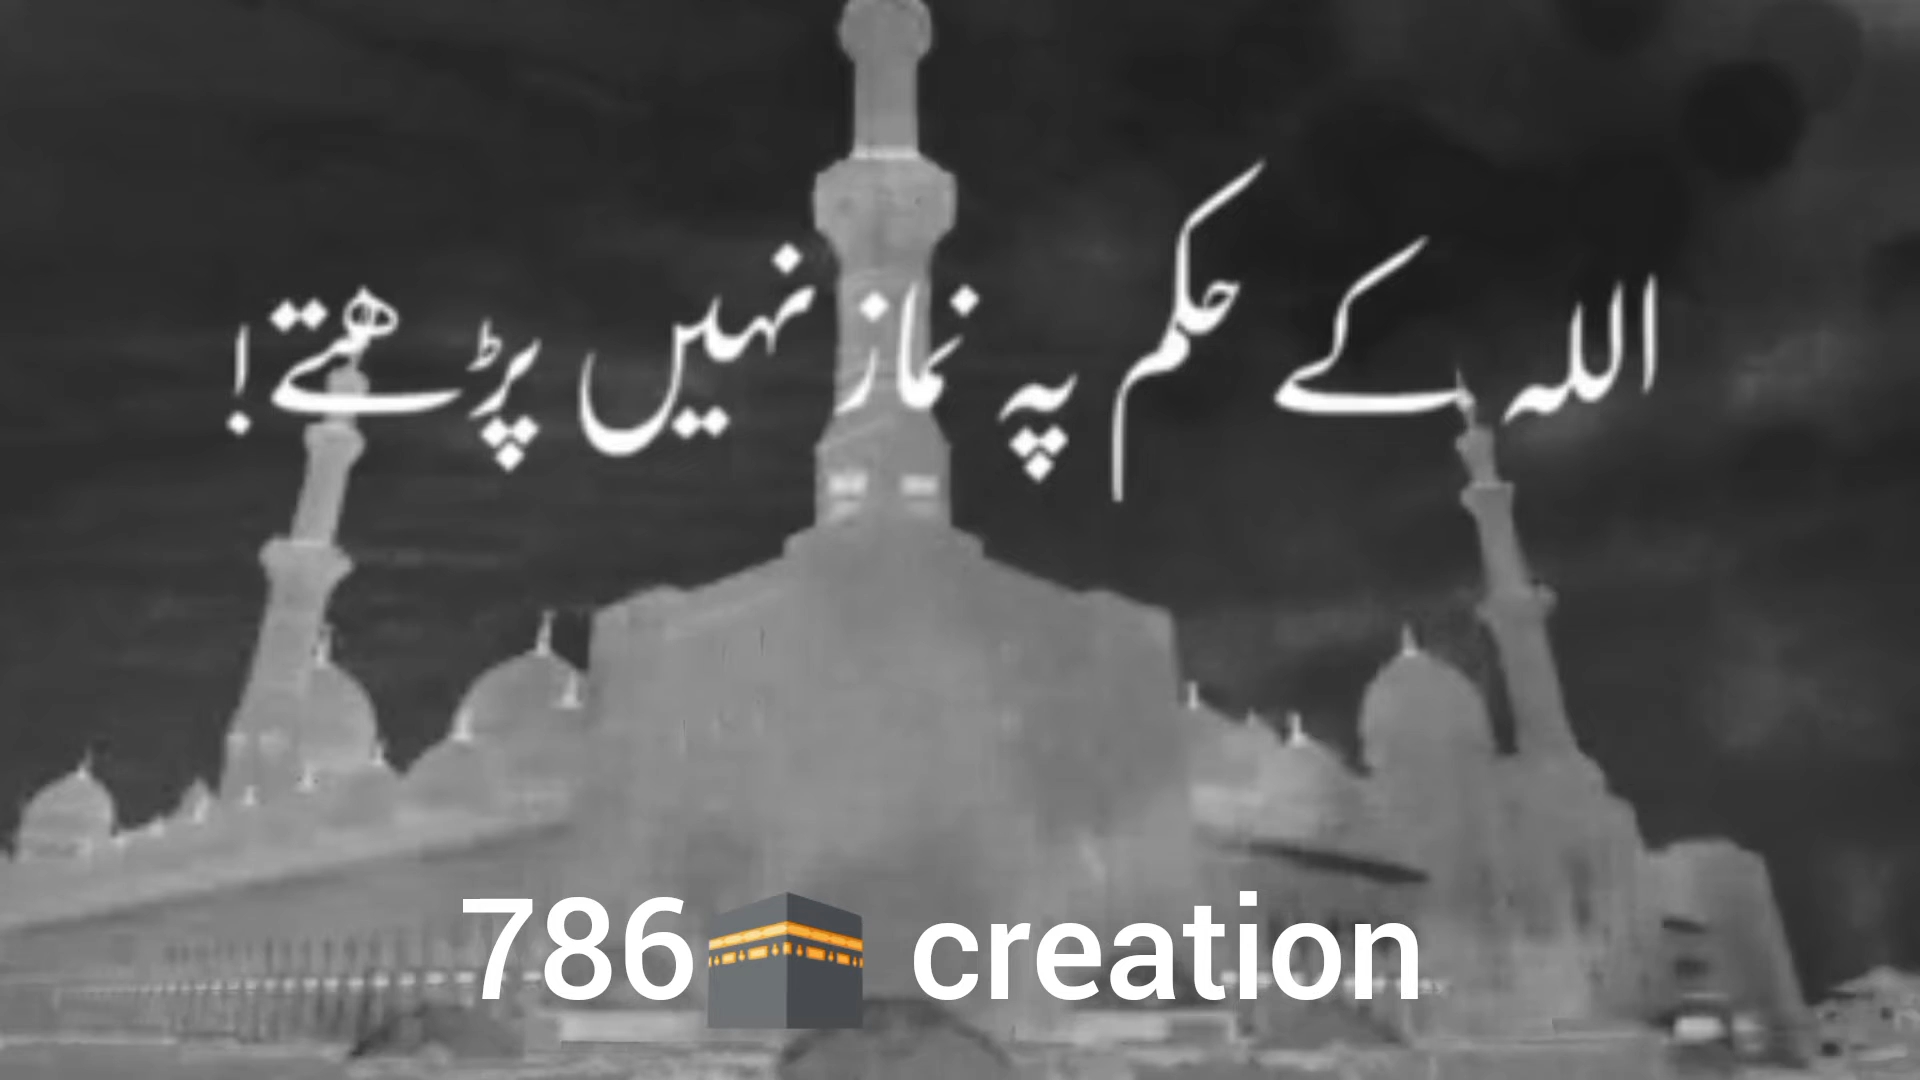 اللہ کے حکم پہ نماز نہیں پڑھتے!
786🕋 creation